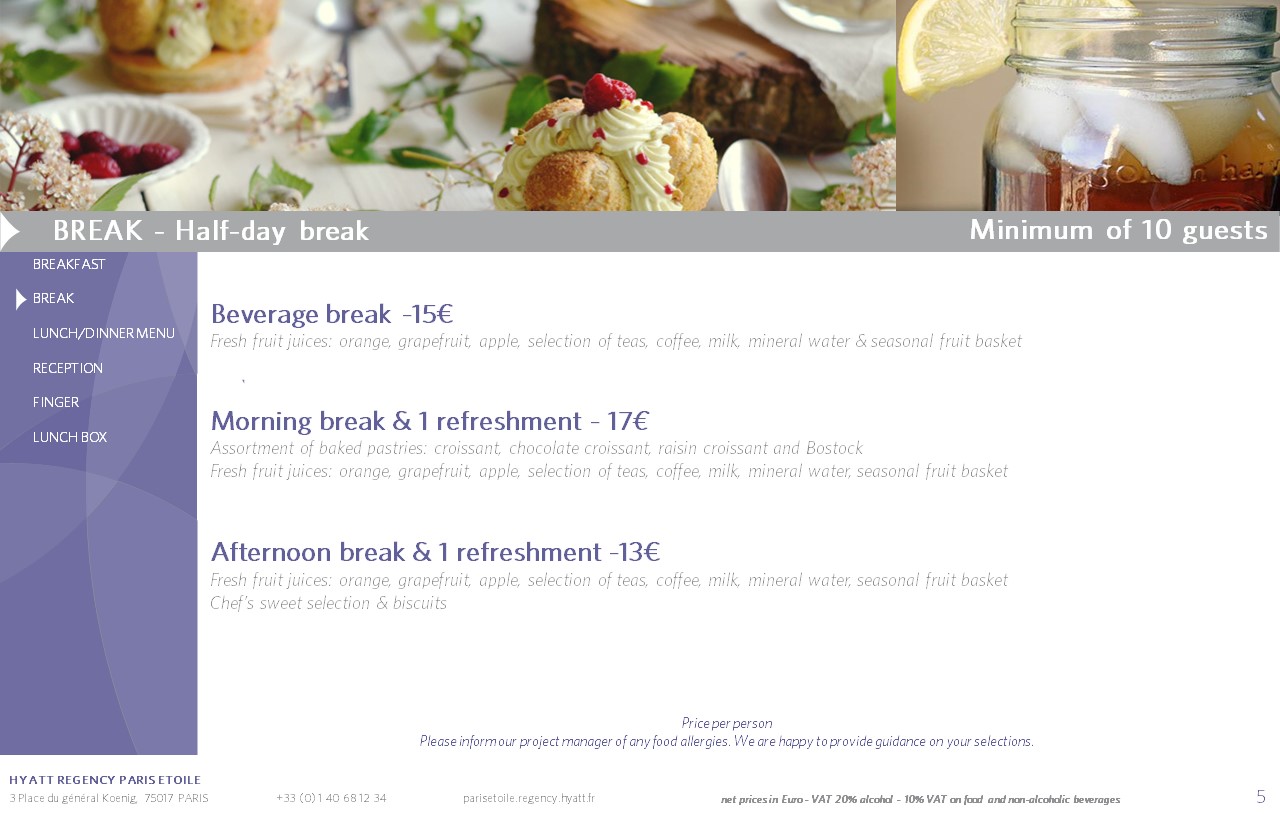 BREAK - Half-day break
Minimum of 10 guests
BREAKFAST
BREAK
LUNCH/DINNER MENU
RECEPTION
FINGER
LUNCH BOX
Beverage break -15€
Fresh fruit juices: orange, grapefruit, apple, selection of teas, coffee, milk, mineral water & seasonal fruit basket
Morning break & 1 refreshment - 17€
Assortment of baked pastries: croissant, chocolate croissant, raisin croissant and Bostock
Fresh fruit juices: orange, grapefruit, apple, selection of teas, coffee, milk, mineral water, seasonal fruit basket
Afternoon break & 1 refreshment -13€
Fresh fruit juices: orange, grapefruit, apple, selection of teas, coffee, milk, mineral water, seasonal fruit basket
Chef's sweet selection & biscuits
Price per person
Please inform our project manager of any food allergies. We are happy to provide guidance on your selections.
HYATT REGENCY PARIS ETOILE
3 Place du général Koenig, 75017 PARIS
+33 (0)1 40 68 12 34
parisetoile.regency.hyatt.fr
net prices in Euro - VAT 20% alcohol - 10% VAT on food and non-alcoholic beverages
5